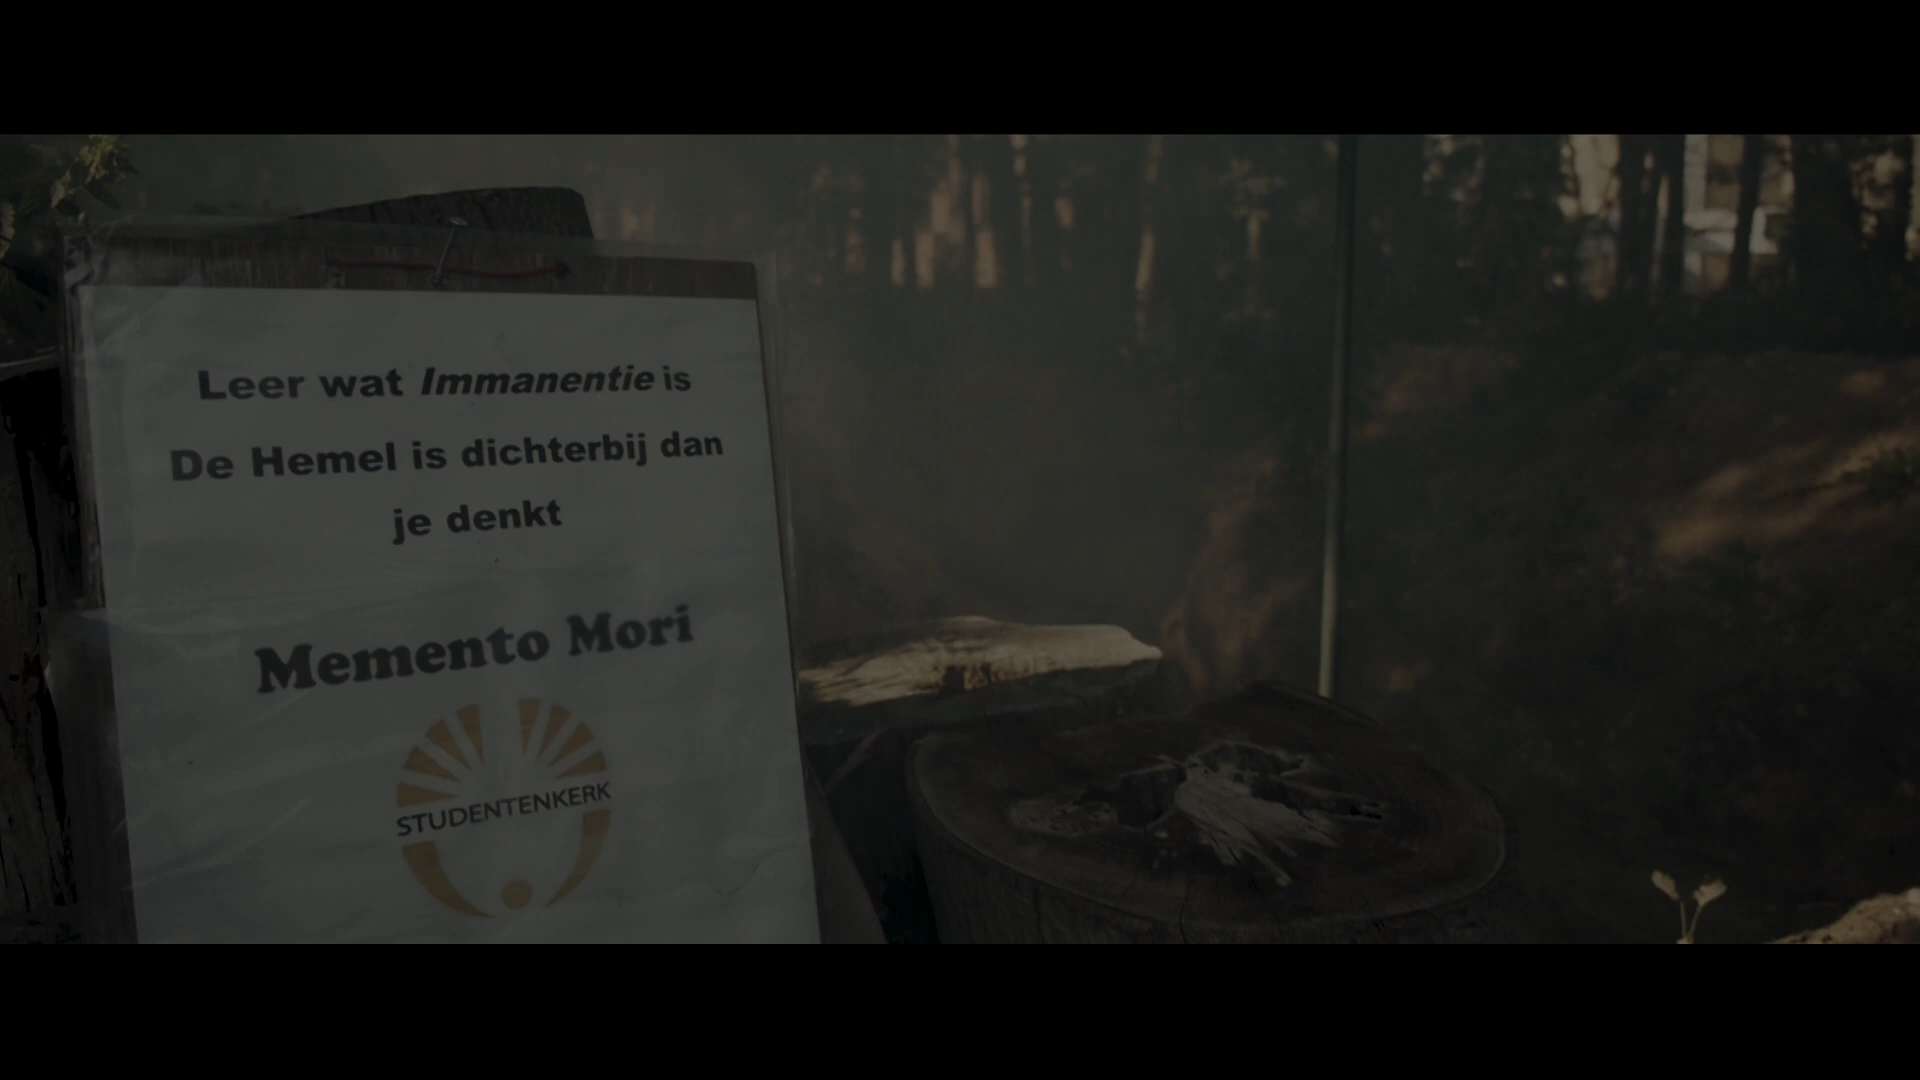 Leer wat Immanentie is
De Hemel is dichterbij dan
je denkt
Memento Mori
STUDENTENKERK